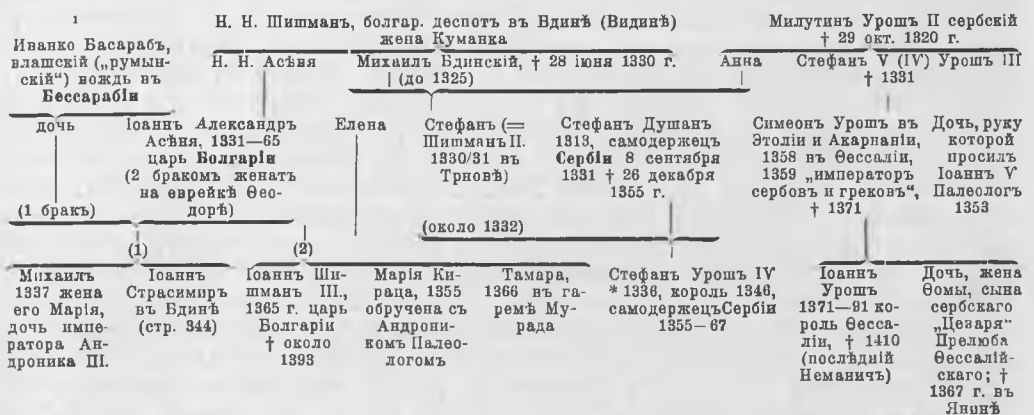 1
Иванко Басарабъ,
влашскій („румын-
скій“) вождь въ
Бессарабіи
Н. Н. Шишманъ, болгар. деспотъ въ Вдинѣ (Видинѣ)
жена Куманка
Милутинъ Урошъ II сербскій
† 29 окт. 1320 г.
Н. Н. Асѣня
Михаилъ Бдинскій, † 28 іюня 1330 г.
(до 1325)
Анна
Стефанъ V (IV) Урошъ III
† 1331
дочь
Іоаннъ Александръ
Асѣня, 1331—65
царь Болгаріи
(2 бракомъ женатъ
на еврейкѣ Ѳео-
дорѣ)
Елена
Стефанъ (=
Шишманъ II.
1330/31 въ
Трновѣ)
Стефанъ Душанъ
1313, самодержецъ
Сербіи 8 сентября
1331 † 26 декабря
1355 г.
Симеонъ Урошъ въ
Этоліи и Акарнаніи,
1358 въ Ѳессаліи,
1359 „императоръ
сербовъ и грековъ“,
† 1371
Дочь, руку
которой
просилъ
Іоаннъ V
Палеологъ
1353
(1 бракъ)
(около 1332)
(1)
(2)
Михаилъ
1337 жена
его Марія,
дочь импе-
ратора Ан-
дроника III.
Іоаннъ
Страсимиръ
въ Бдинѣ
(стр. 344)
Іоаннъ Ши-
шманъ III.,
1365 г. царь
Болгаріи
† около
1393
Марія Ки-
раца, 1355
обручена съ
Андрони-
комъ Палео-
логомъ
Тамара,
1366 въ га-
ремѣ Му-
рада
Стефанъ Урошъ IV
* 1336, король 1346,
самодержецъ Сербіи
1355—67
Іоаннъ
Урошъ
1371—91 ко-
роль Ѳесса-
ліи, † 1410
(послѣдній
Неманичъ)
Дочь, жена
Ѳомы, сына
сербскаго
„Цезаря“
Прелюба
Ѳессалій-
скаго; †
1367 г. въ
Янинѣ